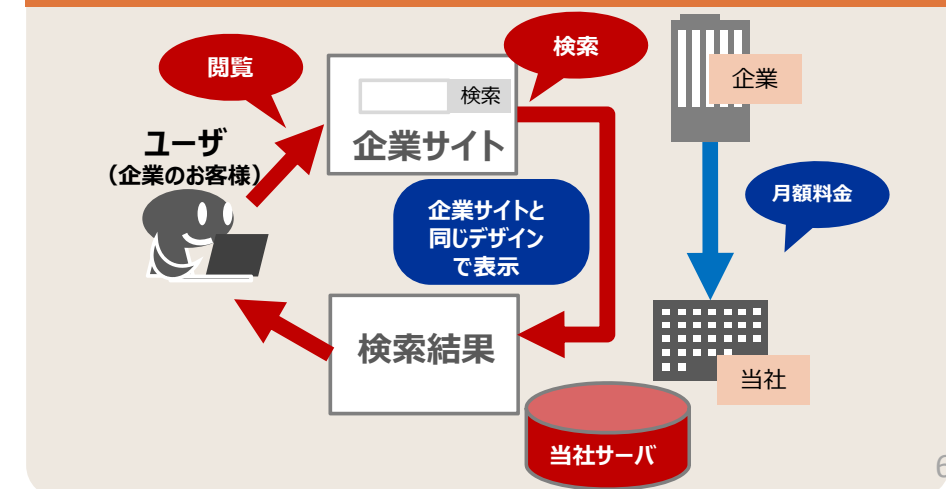 閲覧
検索
検索
企業サイト
企業
ユーザ
（企業のお客様）
企業サイトと
同じデザイン
で表示
月額料金
検索結果
当社
当社サーバ
6